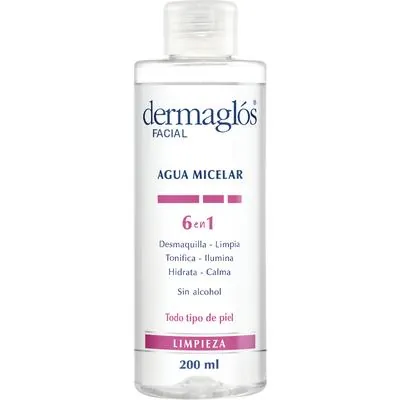 dermaglós®
FACIAL
AGUA MICELAR
6 en 1
Desmaquilla - Limpia
Tonifica - Ilumina
Hidrata - Calma
Sin alcohol
Todo tipo de piel
LIMPIEZA
200 ml